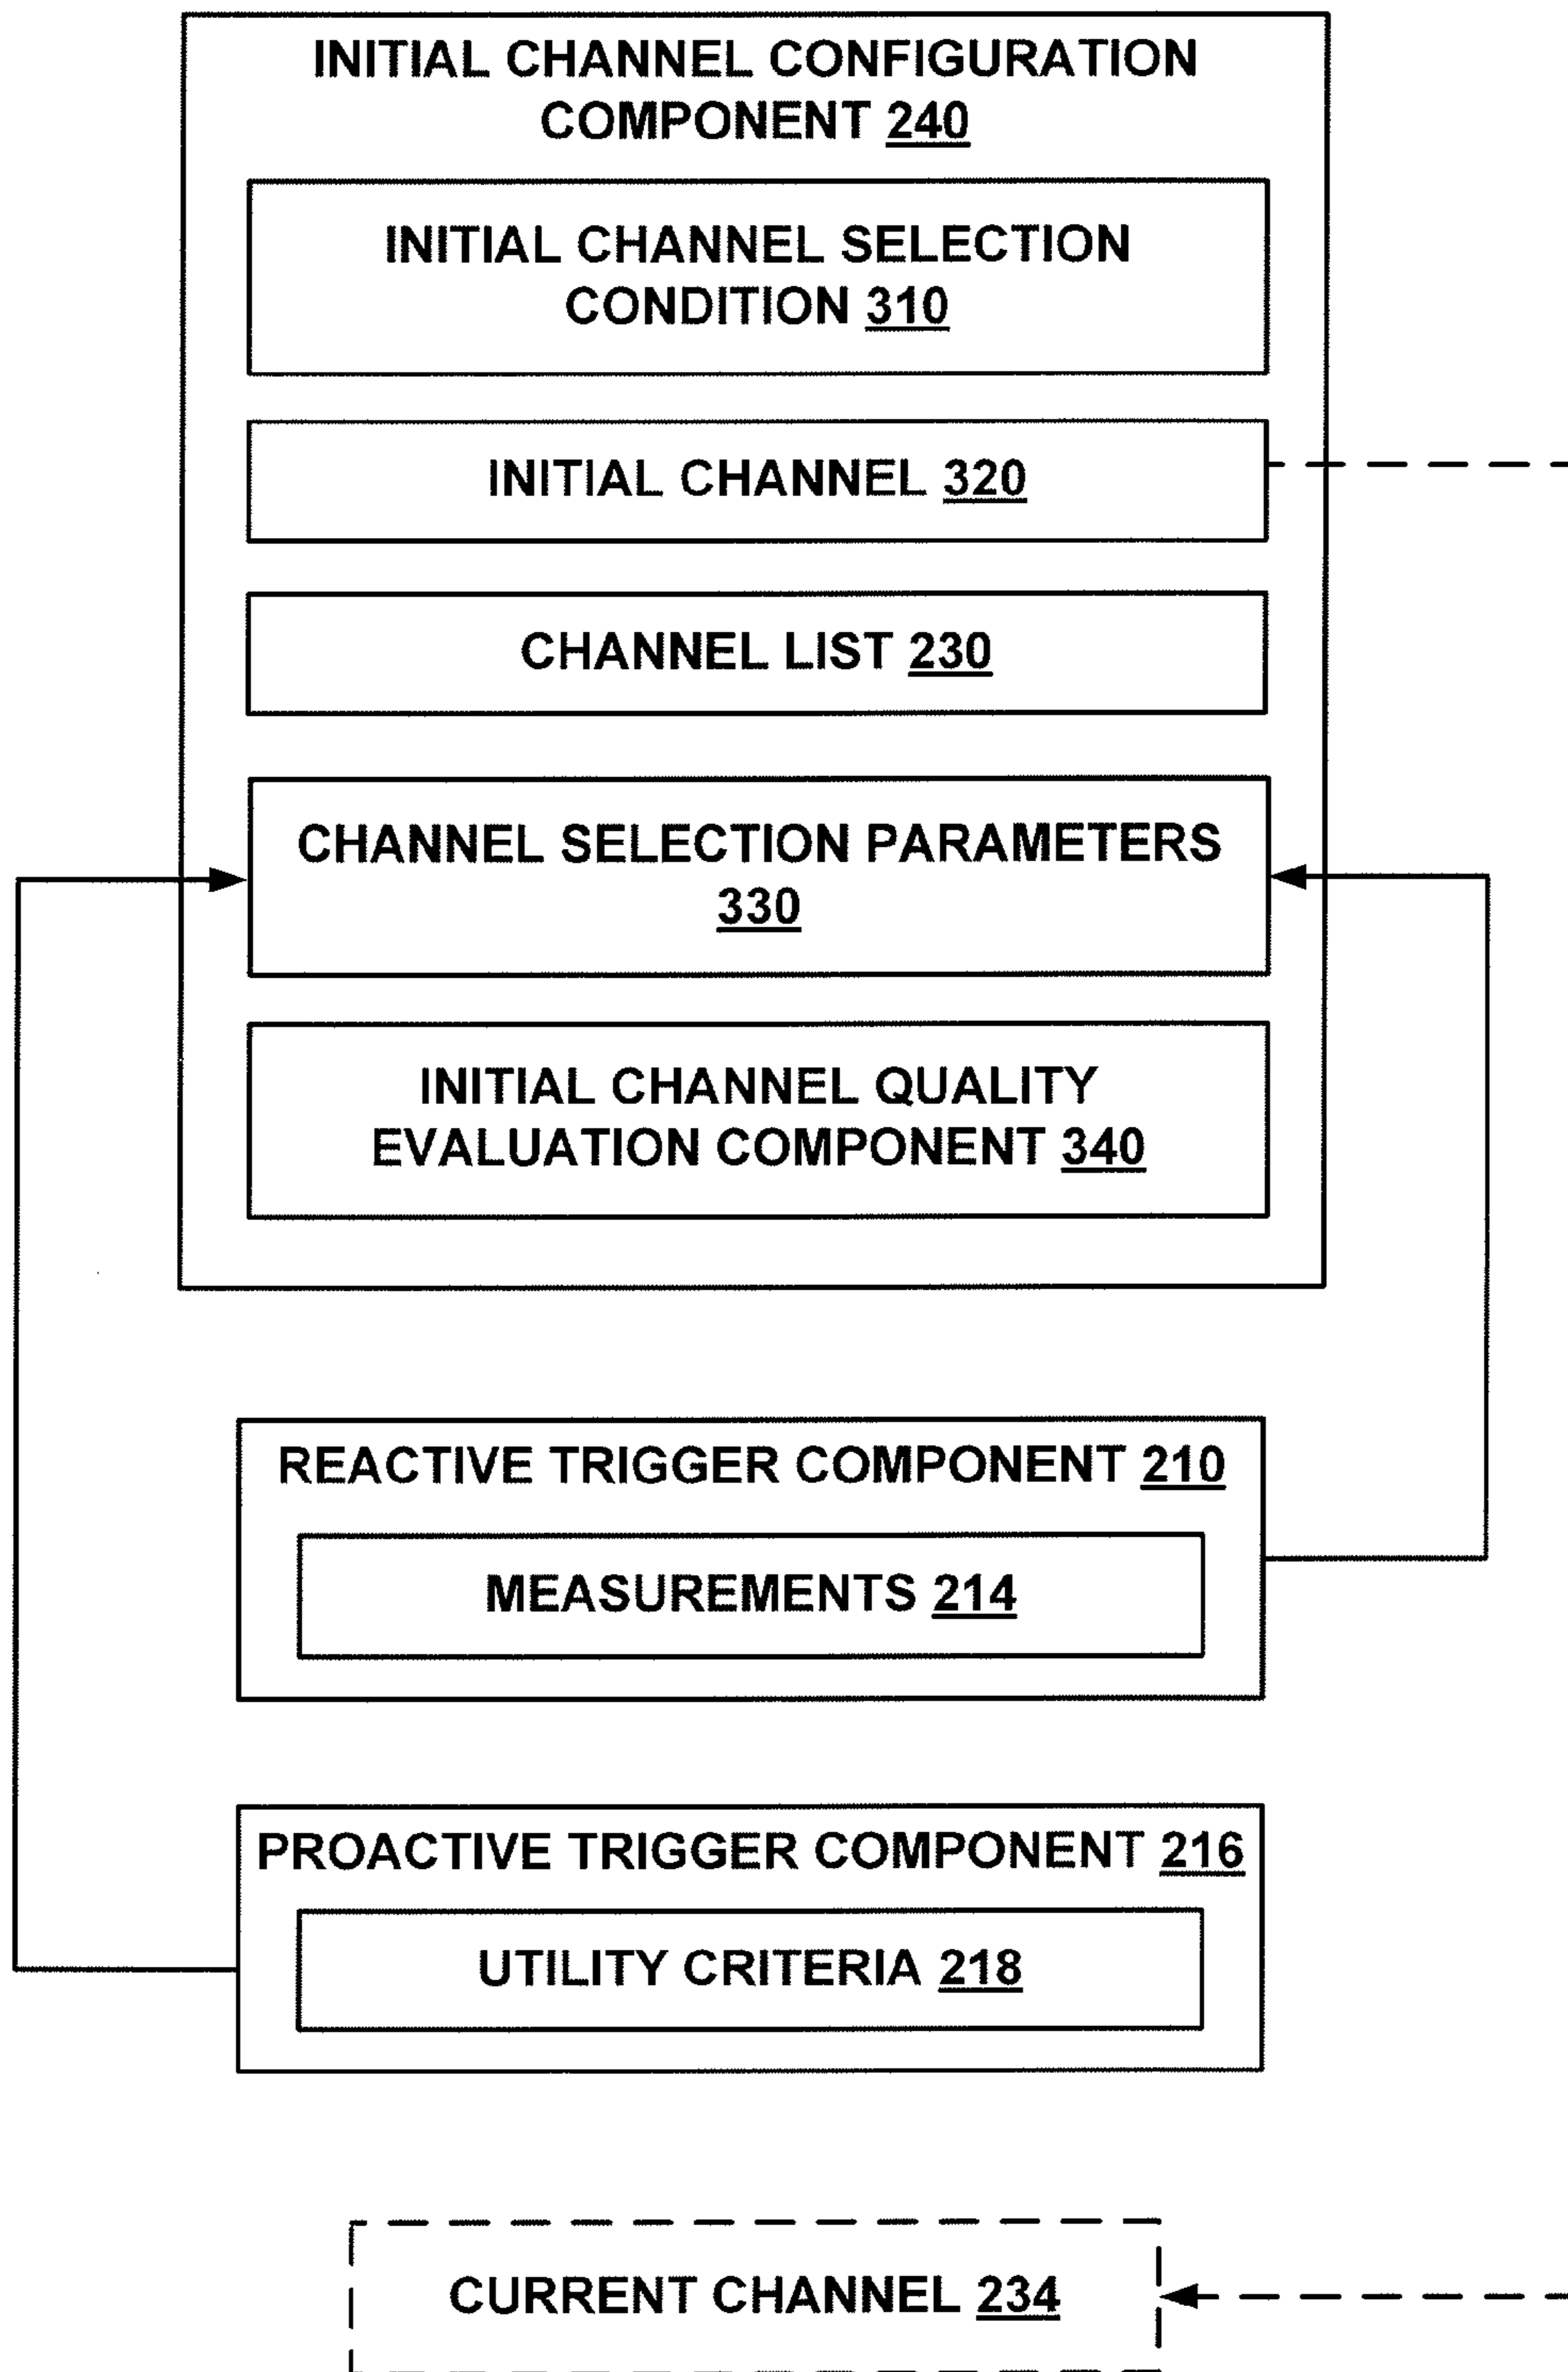 INITIAL CHANNEL CONFIGURATION
COMPONENT 240
INITIAL CHANNEL SELECTION
CONDITION 310
INITIAL CHANNEL 320
CHANNEL LIST 230
CHANNEL SELECTION PARAMETERS
330
INITIAL CHANNEL QUALITY
EVALUATION COMPONENT 340
REACTIVE TRIGGER COMPONENT 210
MEASUREMENTS 214
PROACTIVE TRIGGER COMPONENT 216
UTILITY CRITERIA 218
CURRENT CHANNEL 234